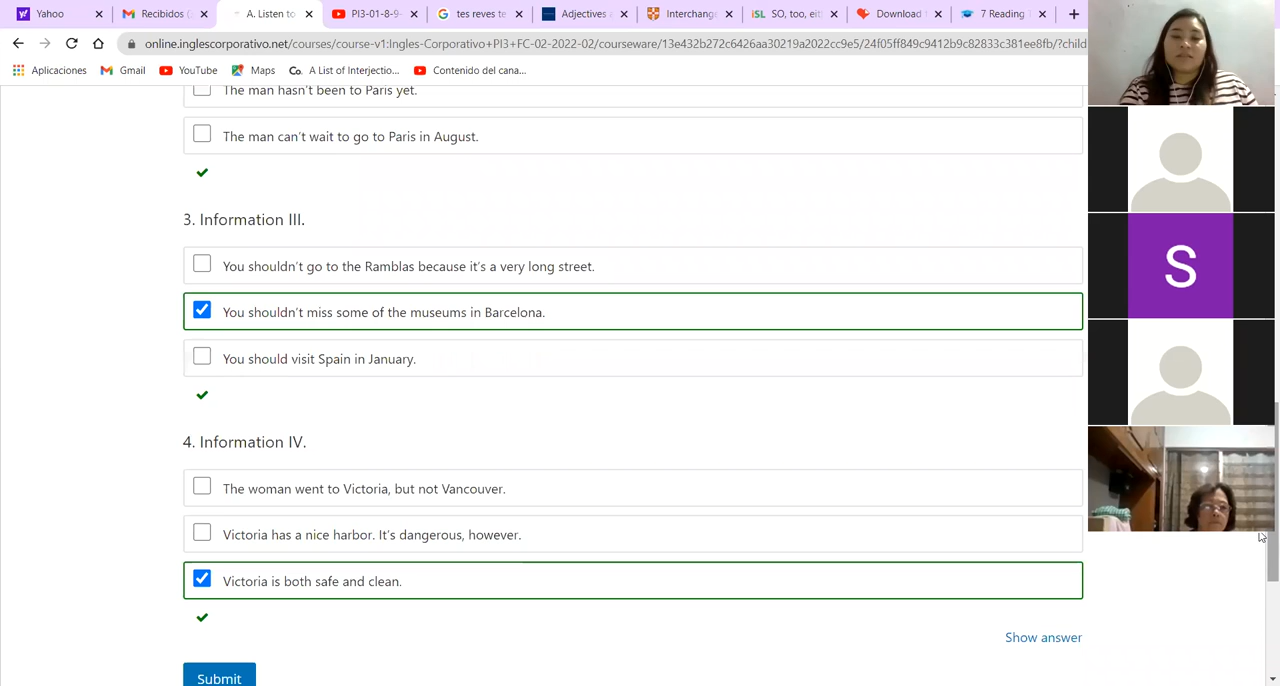 Yahoo
Recibidos (
A. Listen to
PI3-01-8-9-
tes reves te
Adjectives a
Interchang
SO, too, eit
Download
7 Reading
online.inglescorporativo.net/courses/course-v1:Ingles-Corporativo+PI3+FC-02-2022-02/courseware/13e432b272c6426aa30219a2022cc9e5/24f05ff849c9412b9c82833c381ee8fb/?child
Aplicaciones
Gmail
YouTube
Maps
Co. A List of Interjectio...
Contenido del cana...
The man hasn't been to Paris yet.
The man can't wait to go to Paris in August.
3. Information III.
You shouldn't go to the Ramblas because it's a very long street.
You shouldn't miss some of the museums in Barcelona.
You should visit Spain in January.
4. Information IV.
The woman went to Victoria, but not Vancouver.
Victoria has a nice harbor. It's dangerous, however.
Victoria is both safe and clean.
Show answer
Submit
S